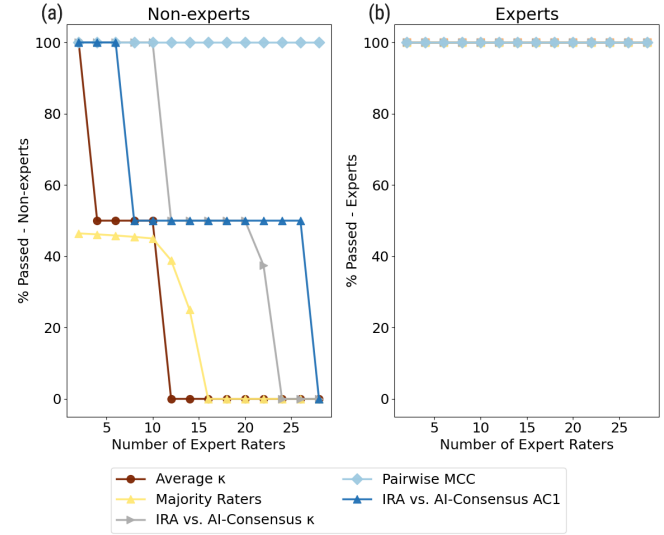 (a) Non-experts
100
80
60
40
20
0
% Passed - Non-experts
5 10 15 20 25
Number of Expert Raters
(b) Experts
100
80
60
40
20
0
% Passed - Experts
5 10 15 20 25
Number of Expert Raters
Average κ
Majority Raters
IRA vs. AI-Consensus κ
Pairwise MCC
IRA vs. AI-Consensus AC1